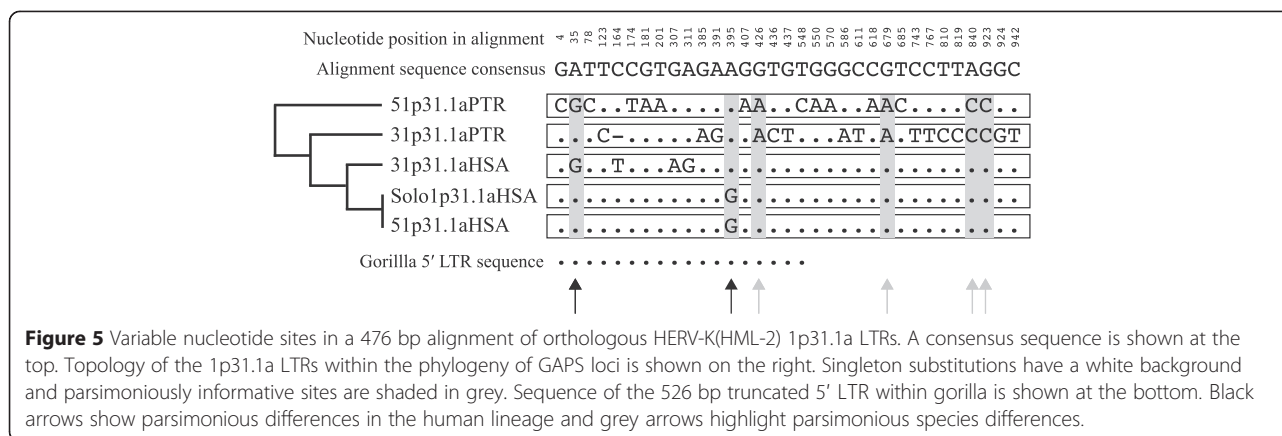 Nucleotide position in alignment 4 35 78 123 164 174 181 201 307 311 385 391 395 407 426 436 437 548 550 570 586 611 618 679 685 743 767 810 819 840 923 924 942
Alignment sequence consensus GATTCCGTGAGAAGGTGTGGGCCGTCCTTAGGC
51p31.1aPTR CGC..TAA.....AA..CAA..AAC....CC..
31p31.1aPTR ...C-.....AG..ACT...AT.A.TTCCCCGT
31p31.1aHSA .G..T...AG.......................
Solo1p31.1aHSA ............G....................
51p31.1aHSA ............G....................
Gorillla 5′ LTR sequence ..................
Figure 5 Variable nucleotide sites in a 476 bp alignment of orthologous HERV-K(HML-2) 1p31.1a LTRs. A consensus sequence is shown at the
top. Topology of the 1p31.1a LTRs within the phylogeny of GAPS loci is shown on the right. Singleton substitutions have a white background
and parsimoniously informative sites are shaded in grey. Sequence of the 526 bp truncated 5′ LTR within gorilla is shown at the bottom. Black
arrows show parsimonious differences in the human lineage and grey arrows highlight parsimonious species differences.